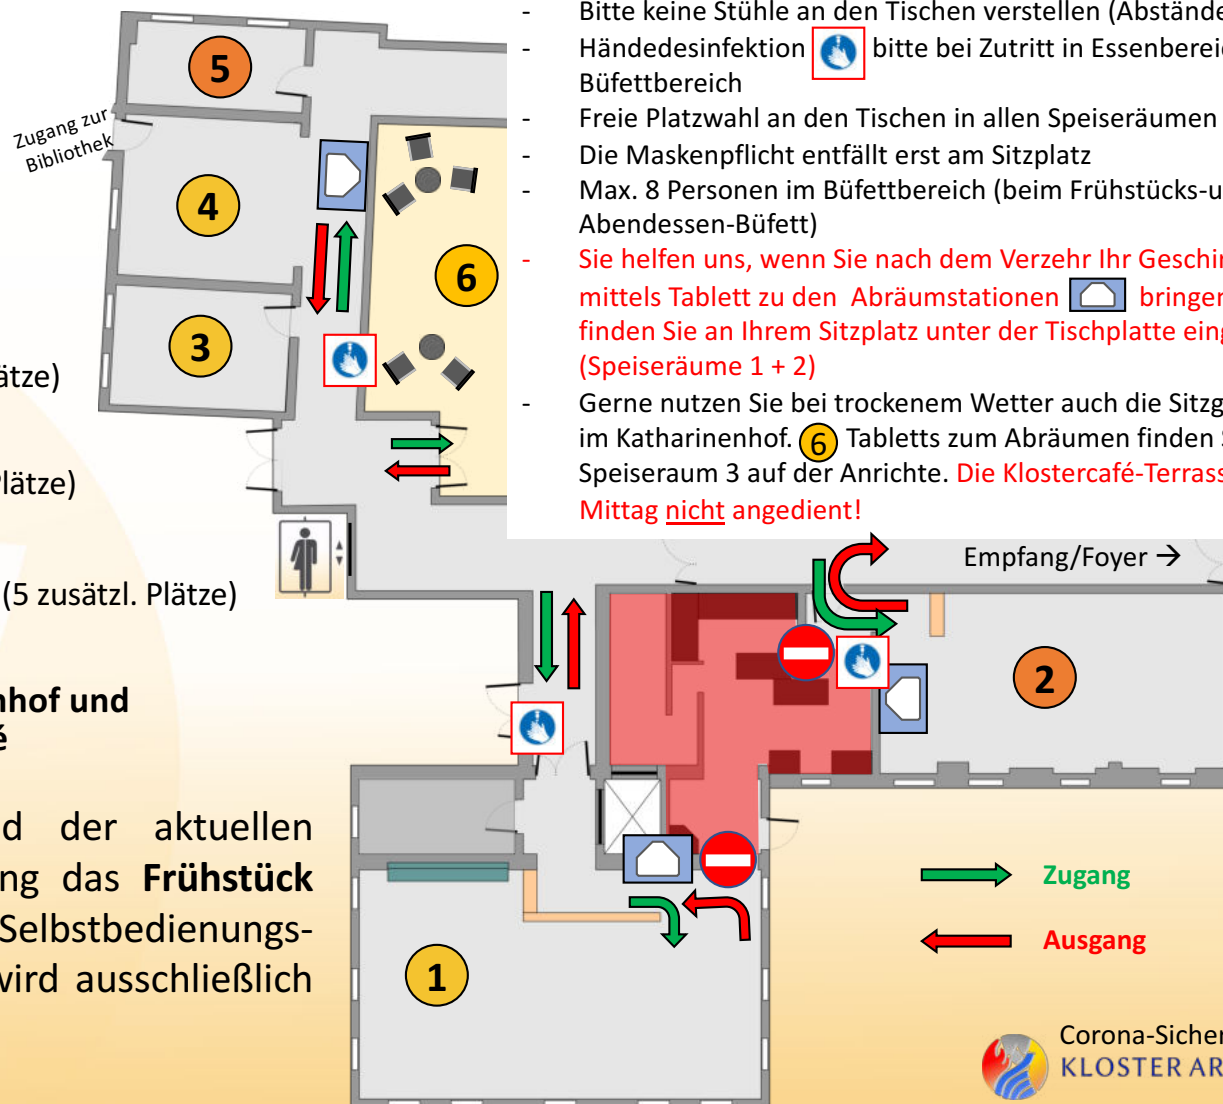 - Bitte keine Stühle an den Tischen verstellen (Abstände
- Händedesinfektion bitte bei Zutritt in Essenberei
Büfettbereich
- Freie Platzwahl an den Tischen in allen Speiseräumen
- Die Maskenpflicht entfällt erst am Sitzplatz
- Max. 8 Personen im Büfettbereich (beim Frühstücks-u
Abendessen-Büfett)
- Sie helfen uns, wenn Sie nach dem Verzehr Ihr Geschir
mittels Tablett zu den Abräumstationen bringen
finden Sie an Ihrem Sitzplatz unter der Tischplatte eing
(Speiseräume 1 + 2)
- Gerne nutzen Sie bei trockenem Wetter auch die Sitzg
im Katharinenhof. 6 Tabletts zum Abräumen finden S
Speiseraum 3 auf der Anrichte. Die Klostercafé-Terrass
Mittag nicht angedient!
5
Zugang zur
Bibliothek
4
6
3
ätze)
lätze)
(5 zusätzl. Plätze)
nhof und
é
d der aktuellen
ng das Frühstück
Selbstbedienungs-
wird ausschließlich
Empfang/Foyer →
2
1
Zugang
Ausgang
Corona-Sicher
KLOSTER AR